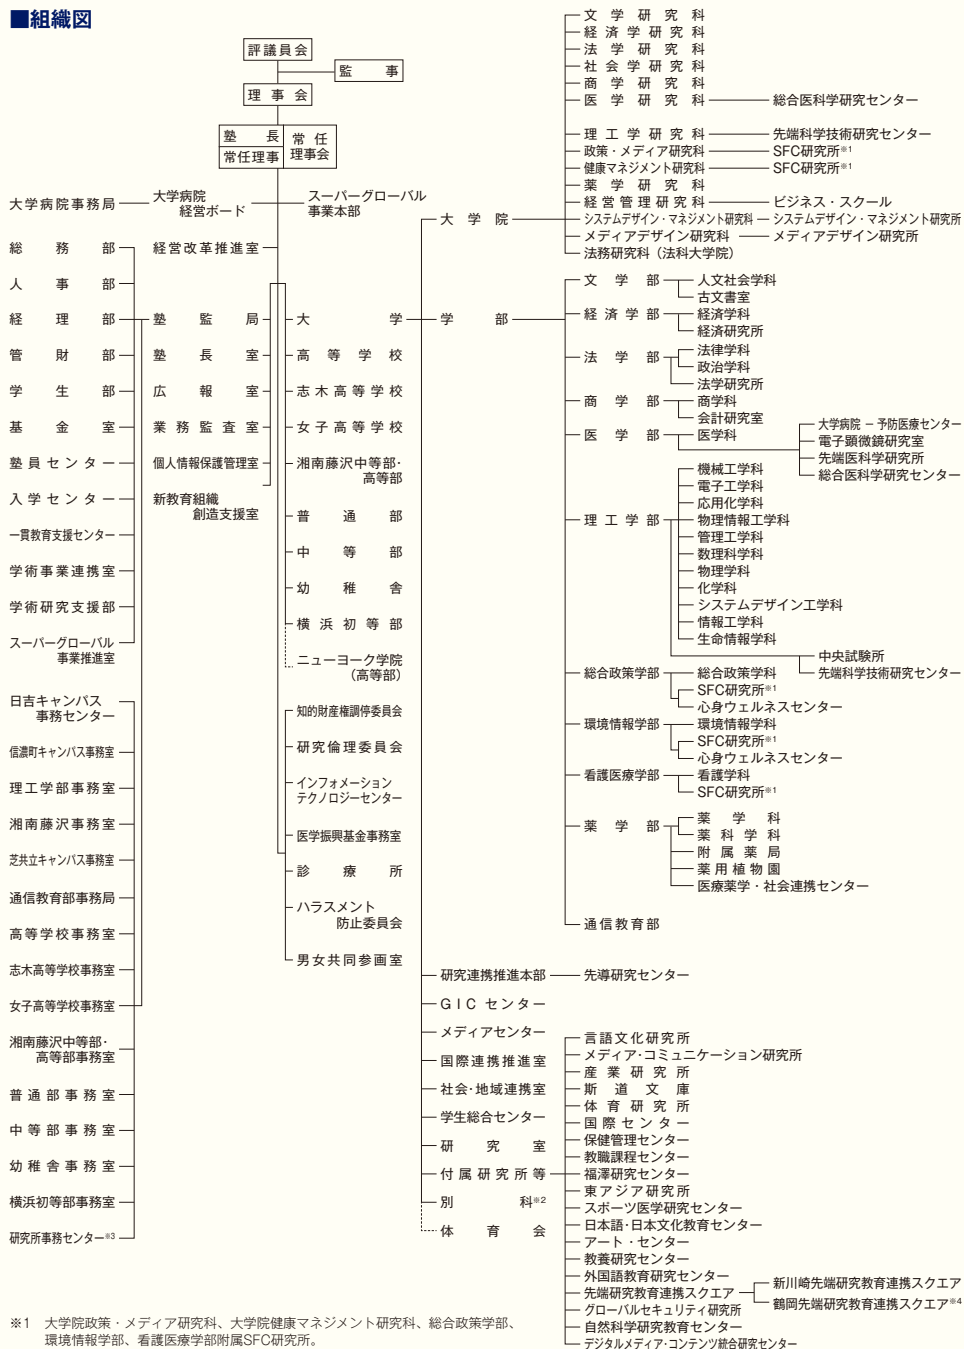 ■組織図
評議員会
監事
理事会
塾長
常任理事
常任
理事会
大学病院事務局
大学病院
経営ボード
スーパーグローバル
事業本部
経営改革推進室
総務部
人事部
経理部
管財部
学生部
基金室
塾員センター
入学センター
一貫教育支援センター
学術事業連携室
学術研究支援部
スーパーグローバル
事業推進室
日吉キャンパス
事務センター
信濃町キャンパス事務室
理工学部事務室
湘南藤沢事務室
芝共立キャンパス事務室
通信教育部事務局
高等学校事務室
志木高等学校事務室
女子高等学校事務室
湘南藤沢中等部・
高等部事務室
普通部事務室
中等部事務室
幼稚舎事務室
横浜初等部事務室
研究所事務センター※3
塾監局
塾長室
広報室
業務監査室
個人情報保護管理室
新教育組織
創造支援室
大学
高等学校
志木高等学校
女子高等学校
湘南藤沢中等部・
高等部
普通部
中等部
幼稚舎
横浜初等部
ニューヨーク学院
(高等部)
知的財産権調停委員会
研究倫理委員会
インフォメーション
テクノロジーセンター
医学振興基金事務室
診療所
ハラスメント
防止委員会
男女共同参画室
大学院
文学研究科
経済学研究科
法学研究科
社会学研究科
商学研究科
医学研究科
総合医科学研究センター
理工学研究科
先端科学技術研究センター
政策・メディア研究科
SFC研究所※1
健康マネジメント研究科
SFC研究所※1
薬学研究科
経営管理研究科
ビジネス・スクール
システムデザイン・マネジメント研究科
システムデザイン・マネジメント研究所
メディアデザイン研究科
メディアデザイン研究所
法務研究科(法科大学院)
学部
文学部
人文社会学科
古文書室
経済学部
経済学科
経済研究所
法学部
法律学科
政治学科
法学研究所
商学部
商学科
会計研究室
医学部
医学科
大学病院 − 予防医療センター
電子顕微鏡研究室
先端医科学研究所
総合医科学研究センター
理工学部
機械工学科
電子工学科
応用化学科
物理情報工学科
管理工学科
数理科学科
物理学科
化学科
システムデザイン工学科
情報工学科
生命情報学科
中央試験所
先端科学技術研究センター
総合政策学部
総合政策学科
SFC研究所※1
心身ウェルネスセンター
環境情報学部
環境情報学科
SFC研究所※1
心身ウェルネスセンター
看護医療学部
看護学科
SFC研究所※1
薬学部
薬学科
薬科学科
附属薬局
薬用植物園
医療薬学・社会連携センター
通信教育部
研究連携推進本部
先導研究センター
GIC センター
メディアセンター
国際連携推進室
社会・地域連携室
学生総合センター
研究室
付属研究所等
別科※2
体育会
言語文化研究所
メディア・コミュニケーション研究所
産業研究所
斯道文庫
体育研究所
国際センター
保健管理センター
教職課程センター
福澤研究センター
東アジア研究所
スポーツ医学研究センター
日本語・日本文化教育センター
アート・センター
教養研究センター
外国語教育研究センター
先端研究教育連携スクエア
新川崎先端研究教育連携スクエア
鶴岡先端研究教育連携スクエア※4
グローバルセキュリティ研究所
自然科学研究教育センター
デジタルメディア・コンテンツ統合研究センター
※1 大学院政策・メディア研究科、大学院健康マネジメント研究科、総合政策学部、
環境情報学部、看護医療学部附属SFC研究所。